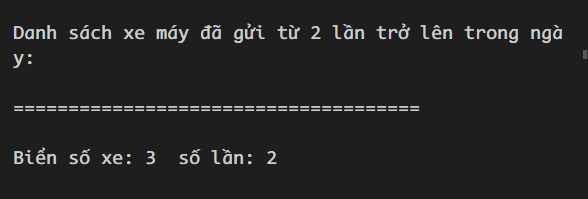 Danh sách xe máy đã gửi từ 2 lần trở lên trong ngà
y:
=====================================
Biển số xe: 3  số lần: 2